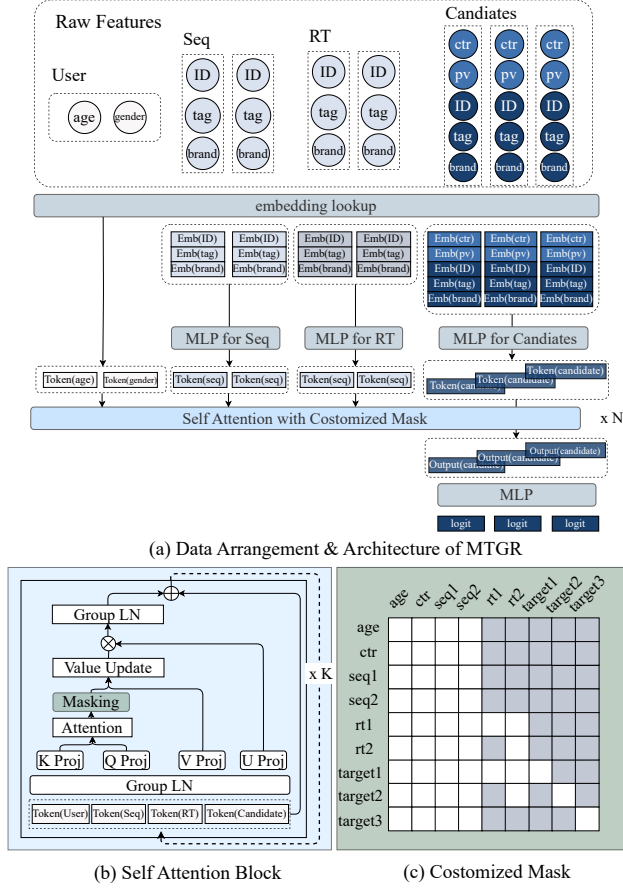 Raw Features
Candiates
Seq
RT
User
age
gender
ID
ID
tag
tag
brand
brand
ID
ID
tag
tag
brand
brand
ctr
ctr
ctr
pv
pv
pv
ID
ID
ID
tag
tag
tag
brand
brand
brand
embedding lookup
Emb(ID)
Emb(ID)
Emb(tag)
Emb(tag)
Emb(brand)
Emb(brand)
Emb(ID)
Emb(ID)
Emb(tag)
Emb(tag)
Emb(brand)
Emb(brand)
Emb(ctr)
Emb(ctr)
Emb(ctr)
Emb(pv)
Emb(pv)
Emb(pv)
Emb(ID)
Emb(ID)
Emb(ID)
Emb(tag)
Emb(tag)
Emb(tag)
Emb(brand)
Emb(brand)
Emb(brand)
MLP for Seq
MLP for RT
MLP for Candidates
Token(age)
Token(gender)
Token(seq)
Token(seq)
Token(seq)
Token(seq)
Token(candidate)
Token(candidate)
Token(candidate)
Self Attention with Costomized Mask
x N
Output(candidate)
Output(candidate)
Output(candidate)
MLP
logit
logit
logit
(a) Data Arrangement & Architecture of MTGR
Group LN
Value Update
x K
Masking
Attention
K Proj
Q Proj
V Proj
U Proj
Group LN
Token(User)
Token(Seq)
Token(RT)
Token(Candidate)
(b) Self Attention Block
age
ctr
seq1
seq2
rt1
rt2
target1
target2
target3
age
ctr
seq1
seq2
rt1
rt2
target1
target2
target3
(c) Costomized Mask